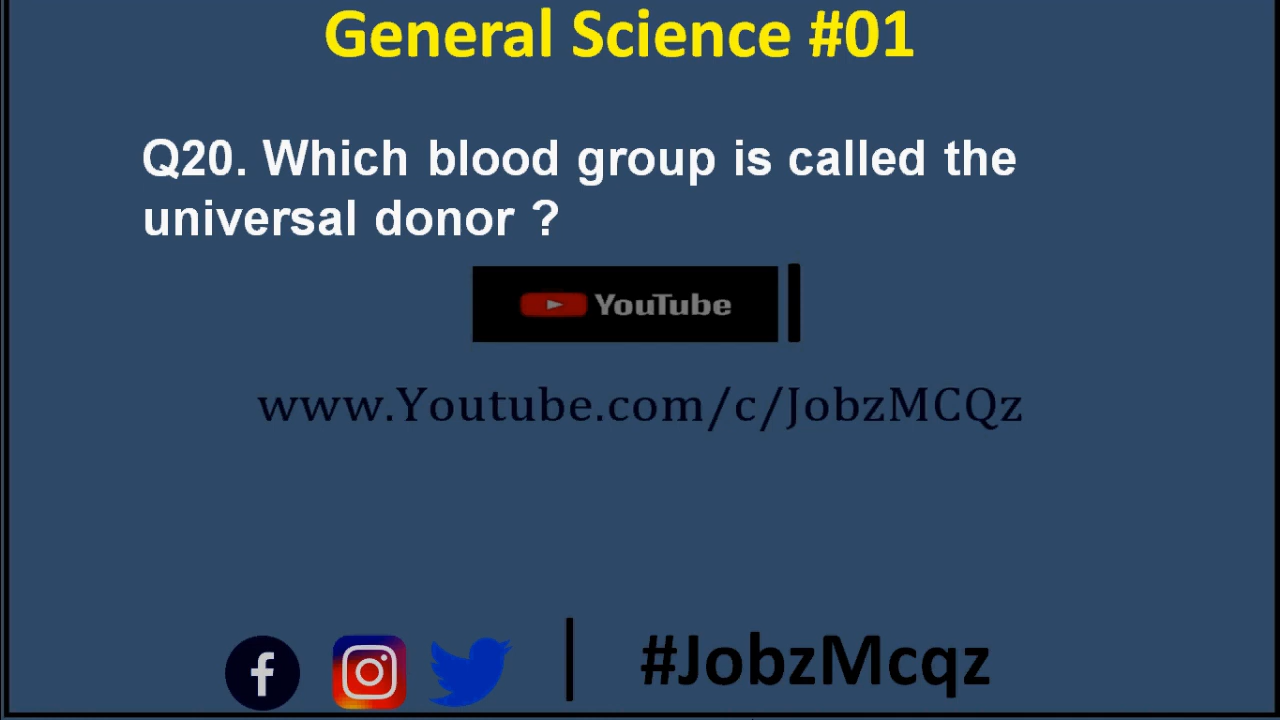 General Science #01
Q20. Which blood group is called the
universal donor ?
YouTube
www.Youtube.com/c/JobzMCQz
#JobzMcqz